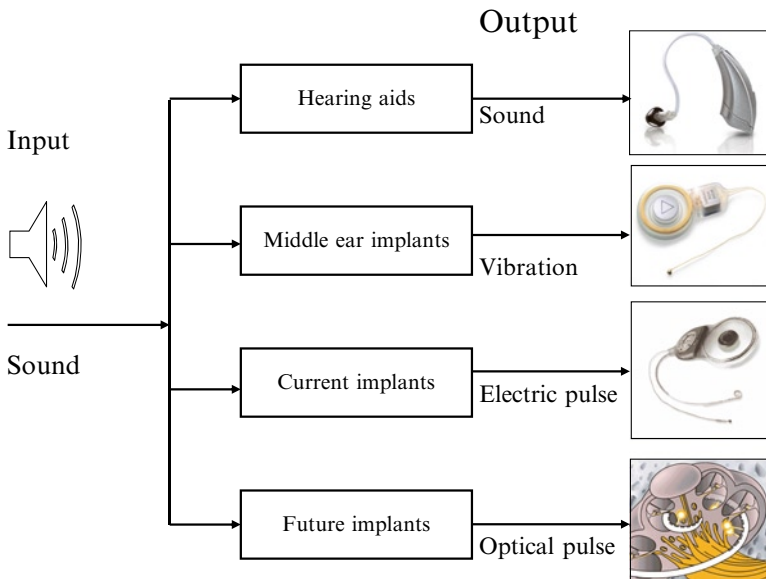 Output
Hearing aids
Sound
Input
Middle ear implants
Vibration
Sound
Current implants
Electric pulse
Future implants
Optical pulse